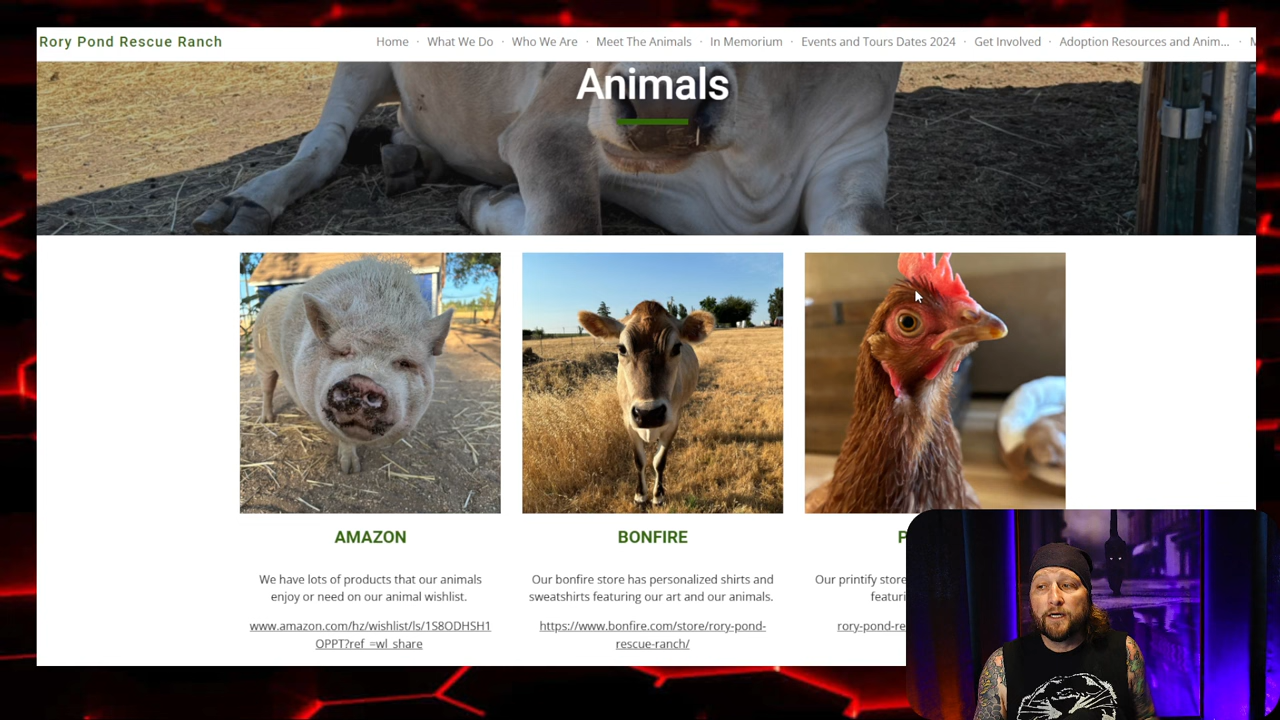 Rory Pond Rescue Ranch
Home · What We Do · Who We Are · Meet The Animals · In Memorium · Events and Tours Dates 2024 · Get Involved · Adoption Resources and Anim... · M
Animals
AMAZON
We have lots of products that our animals
enjoy or need on our animal wishlist.
www.amazon.com/hz/wishlist/ls/1S8ODHSH1
OPPT?ref_=wl_share
BONFIRE
Our bonfire store has personalized shirts and
sweatshirts featuring our art and our animals.
https://www.bonfire.com/store/rory-pond-
rescue-ranch/
P
Our printify store
featuri
rory-pond-re